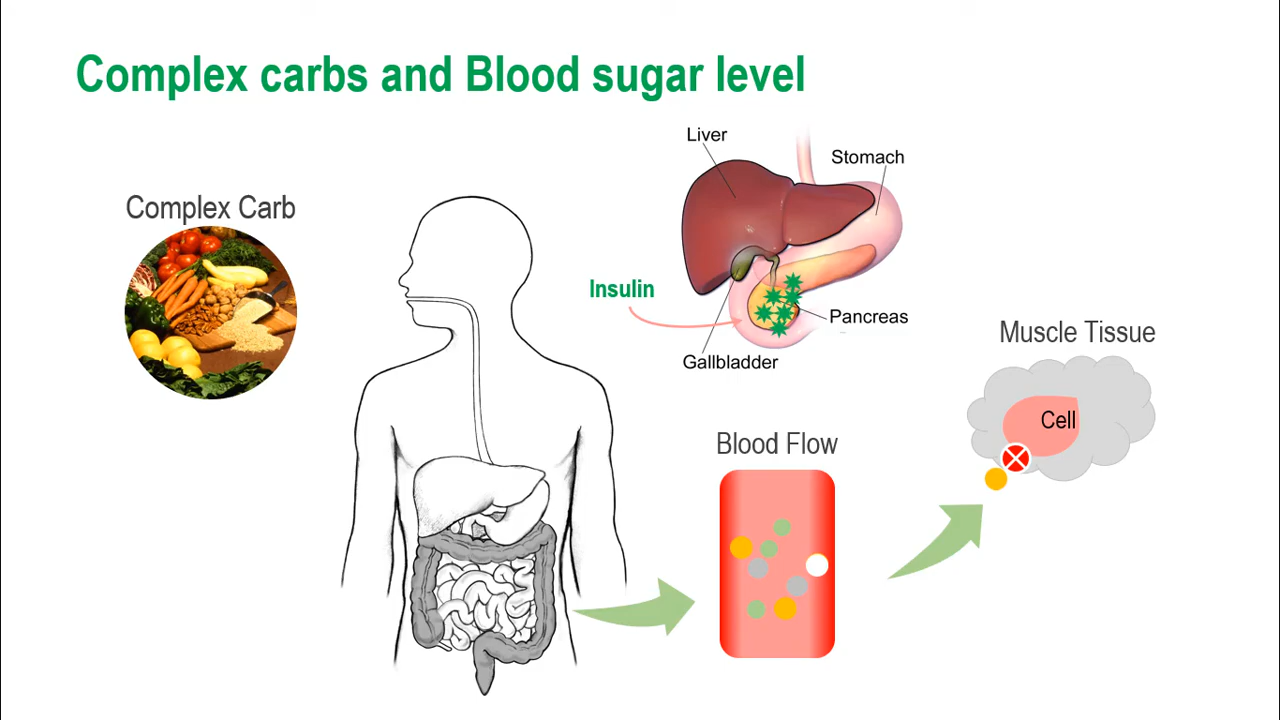 Complex carbs and Blood sugar level
Complex Carb
Liver
Stomach
Insulin
Pancreas
Gallbladder
Muscle Tissue
Cell
Blood Flow